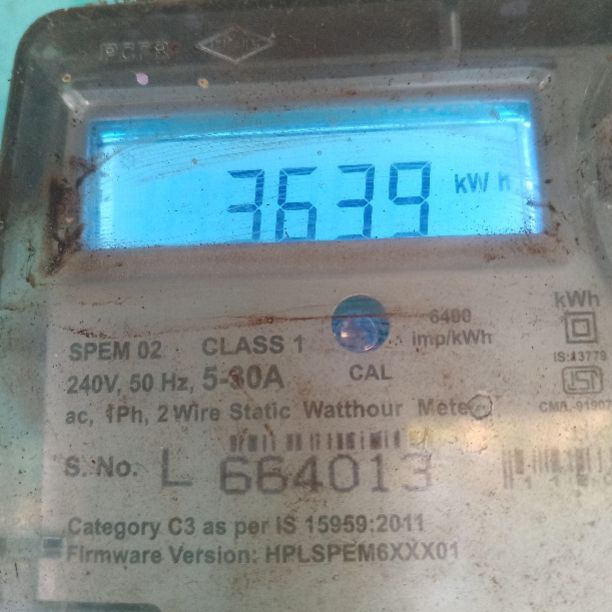 3639 kWh
6400
imp/kWh
kWh
SPEM 02 CLASS 1
240V, 50 Hz, 5-30A
CAL
IS:13779
ac, 1Ph, 2 Wire Static Watthour Meter
S. No. L 664013
Category C3 as per IS 15959:2011
Firmware Version: HPLSPEM6XXX01